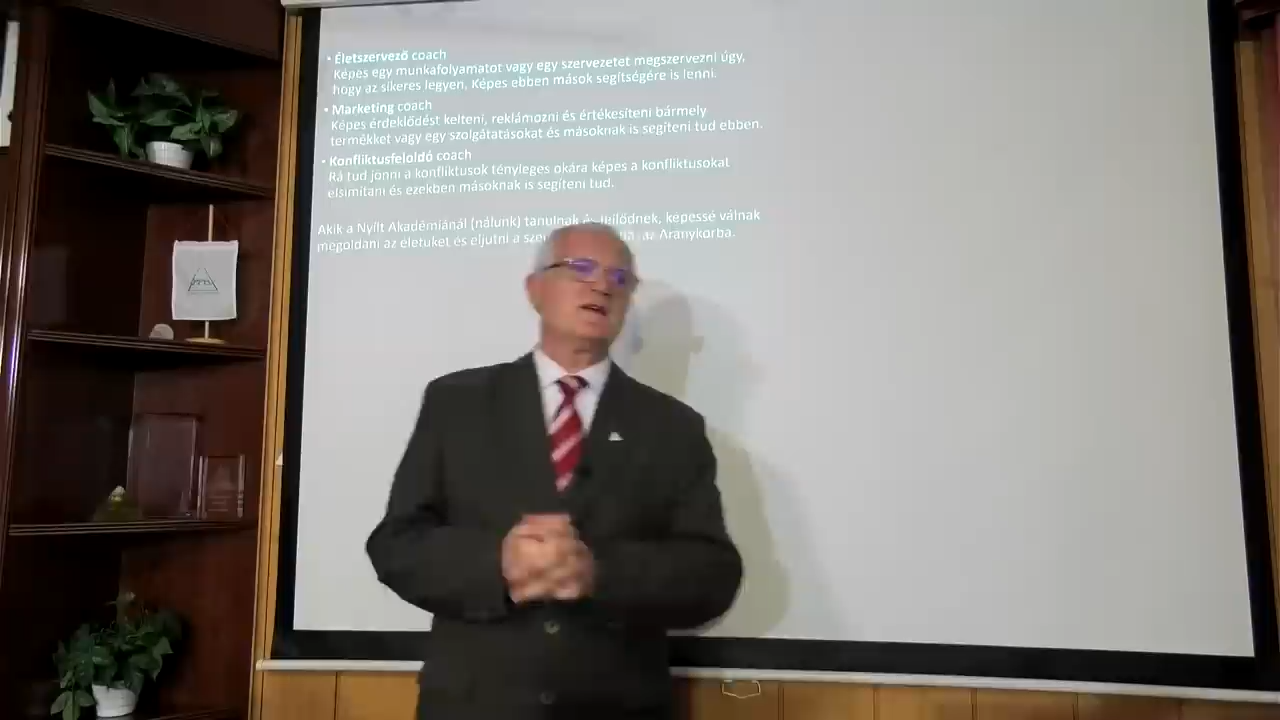 • Életszervező coach
Képes egy munkafolyamatot vagy egy szervezetet megszervezni úgy,
hogy az sikeres legyen, Képes ebben mások segítségére is lenni.
• Marketing coach
Képes érdeklődést kelteni, reklámozni és értékesíteni bármely
termékket vagy egy szolgátatásokat és másoknak is segíteni tud ebben.
• Konfliktusfeloldó coach
Rá tud jönni a konfliktusok tényleges okára képes a konfliktusokat
elsimítani és ezekben másoknak is segíteni tud.
Akik a Nyílt Akadémiánál (nálunk) tanulnak és fejlődnek, képessé válnak
megoldani az életüket és eljutni a az Aranykorba.